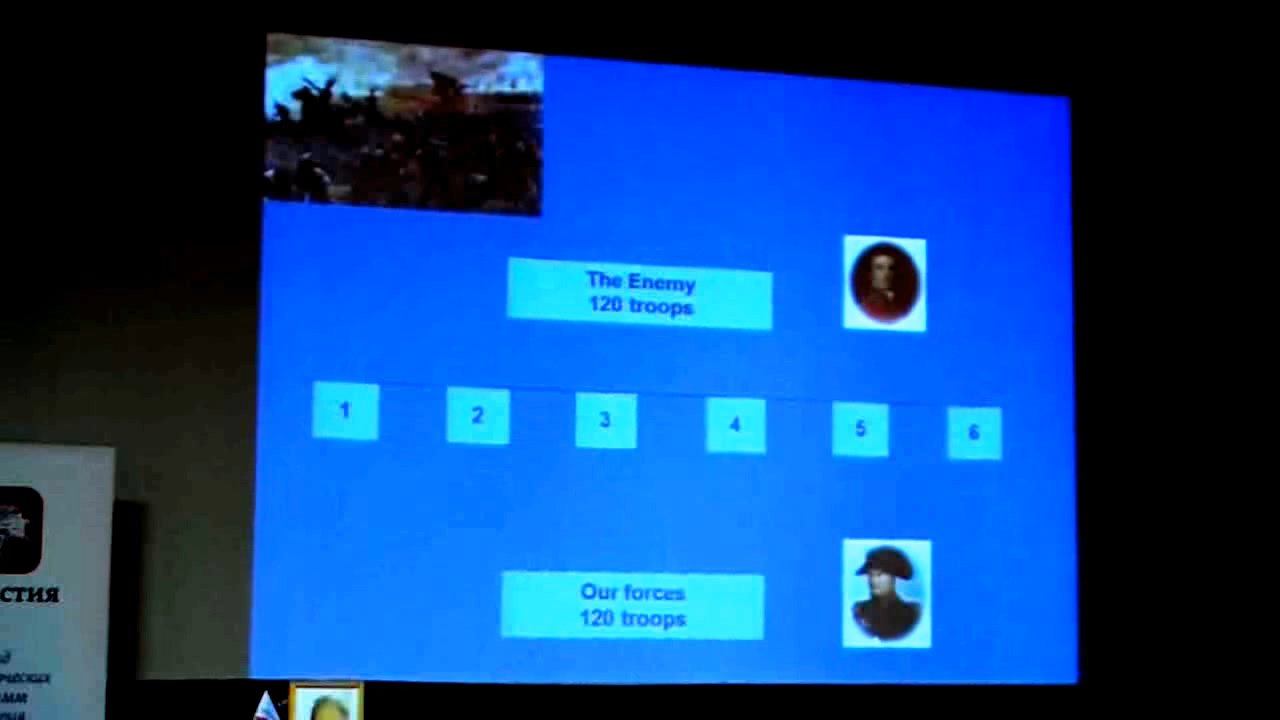 The Enemy
120 troops
1 2 3 4 5 6
Our forces
120 troops
СТИЯ